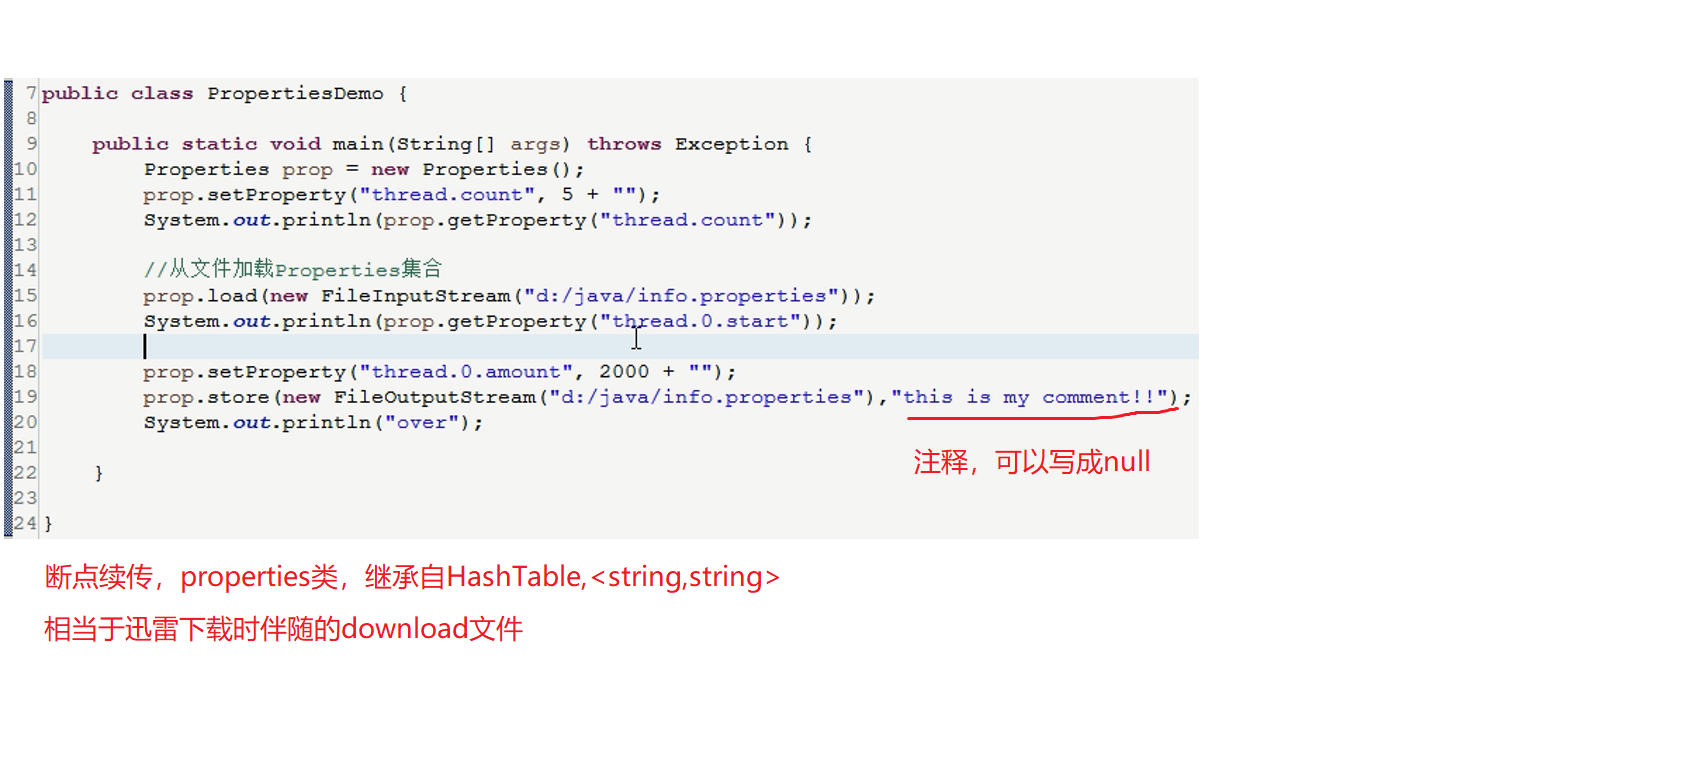 7 public class PropertiesDemo {
8
9 public static void main(String[] args) throws Exception {
10 Properties prop = new Properties();
11 prop.setProperty("thread.count", 5 + "");
12 System.out.println(prop.getProperty("thread.count"));
13
14 //从文件加载Properties集合
15 prop.load(new FileInputStream("d:/java/info.properties"));
16 System.out.println(prop.getProperty("thread.0.start"));
17
18 prop.setProperty("thread.0.amount", 2000 + "");
19 prop.store(new FileOutputStream("d:/java/info.properties"),"this is my comment!!");
20 System.out.println("over");
21
注释，可以写成null
22 }
23
24 }
断点续传，properties类，继承自HashTable,<string,string>
相当于迅雷下载时伴随的download文件